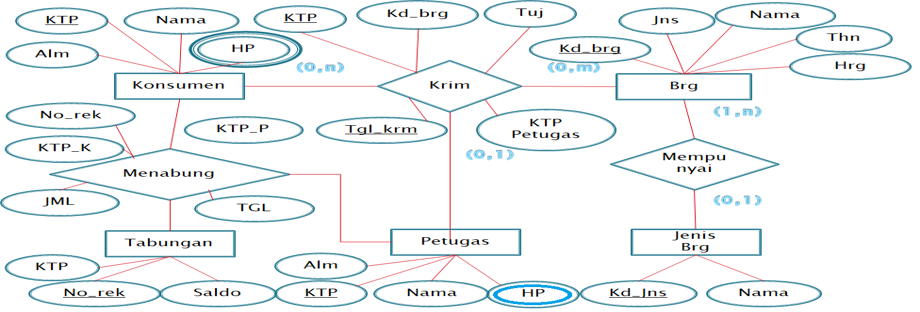 KTP
Nama
KTP
Kd_brg
Tuj
Jns
Nama
Alm
HP
Kd_brg
Thn
Hrg
(0,n)
(0,m)
Konsumen
Krim
Brg
No_rek
KTP_P
Tgl_krm
KTP
Petugas
(1,n)
KTP_K
(0,1)
Mempu
nyai
Menabung
JML
TGL
(0,1)
Tabungan
Petugas
Jenis
Brg
KTP
Alm
No_rek
Saldo
KTP
Nama
HP
Kd_Jns
Nama